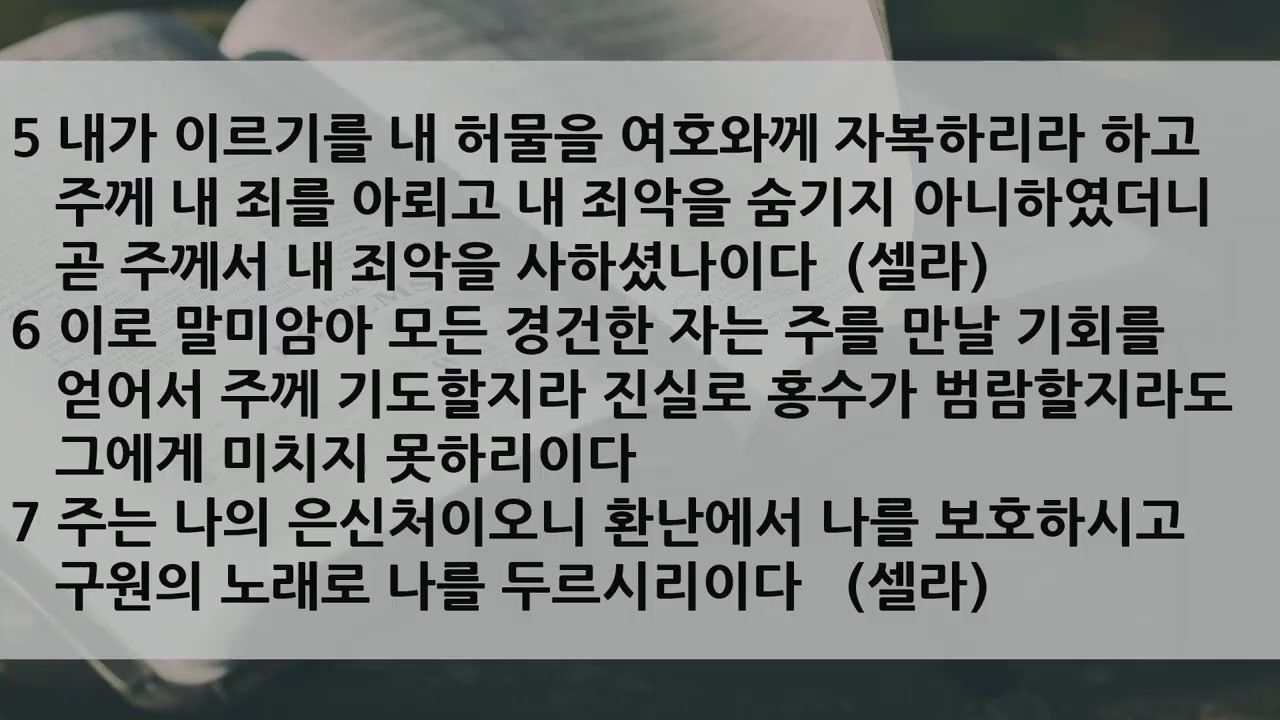 5 내가 이르기를 내 허물을 여호와께 자복하리라 하고
주께 내 죄를 아뢰고 내 죄악을 숨기지 아니하였더니
곧 주께서 내 죄악을 사하셨나이다 (셀라)
6 이로 말미암아 모든 경건한 자는 주를 만날 기회를
얻어서 주께 기도할지라 진실로 홍수가 범람할지라도
그에게 미치지 못하리이다
7 주는 나의 은신처이오니 환난에서 나를 보호하시고
구원의 노래로 나를 두르시리이다 (셀라)